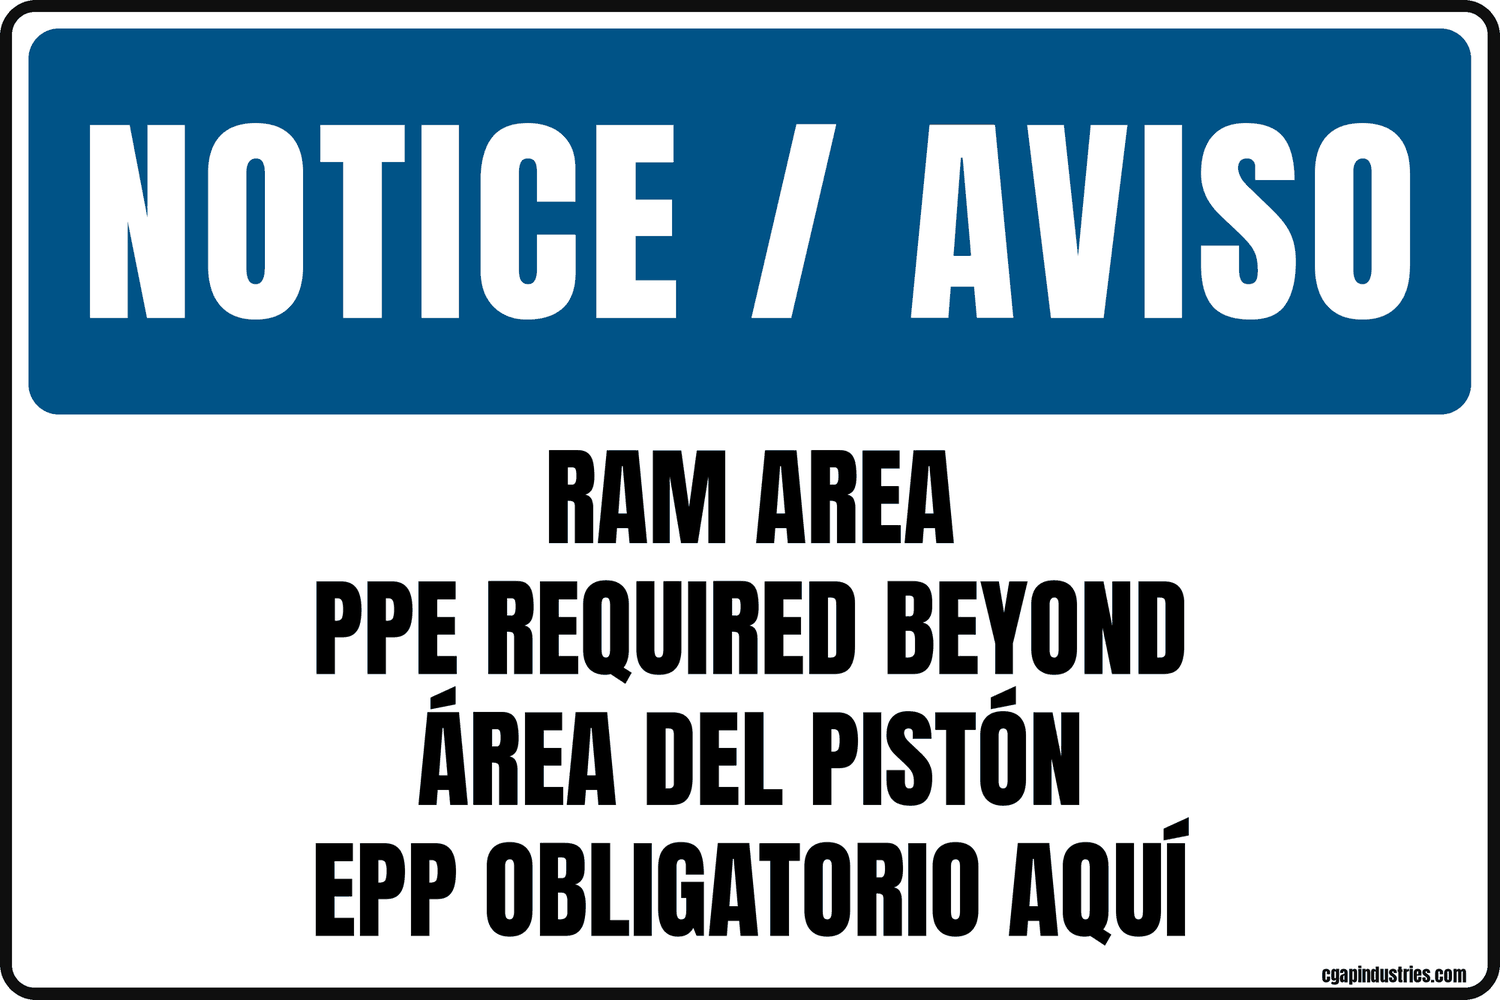 NOTICE / AVISO
RAM AREA
PPE REQUIRED BEYOND
ÁREA DEL PISTÓN
EPP OBLIGATORIO AQUÍ
cgapindustries.com